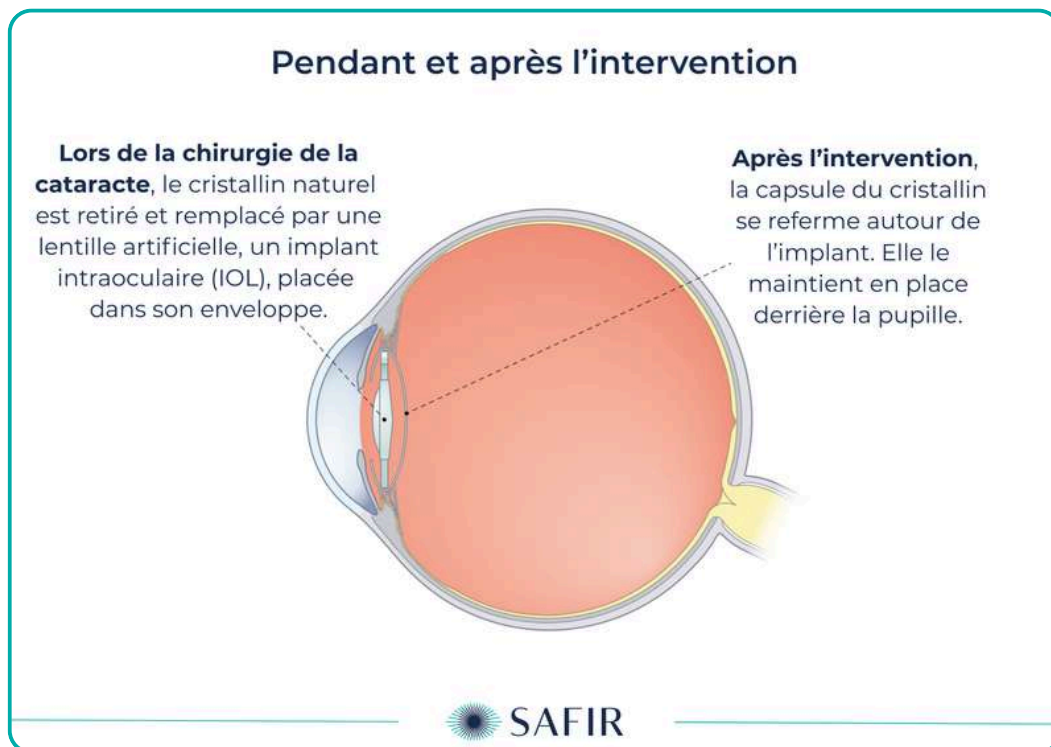 Pendant et après l’intervention
Lors de la chirurgie de la
cataracte, le cristallin naturel
est retiré et remplacé par une
lentille artificielle, un implant
intraoculaire (IOL), placée
dans son enveloppe.
Après l’intervention,
la capsule du cristallin
se referme autour de
l’implant. Elle le
maintient en place
derrière la pupille.
SAFIR